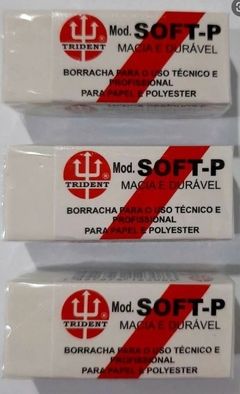 Mod. SOFT-P
TRIDENT ®
MACIA E DURÁVEL
BORRACHA PARA O USO TÉCNICO E
PROFISSIONAL
PARA PAPEL E POLYESTER
Mod. SOFT-P
TRIDENT ®
MACIA E DURÁVEL
BORRACHA PARA O USO TÉCNICO E
PROFISSIONAL
PARA PAPEL E POLYESTER
Mod. SOFT-P
TRIDENT ®
MACIA E DURÁVEL
BORRACHA PARA O USO TÉCNICO E
PROFISSIONAL
PARA PAPEL E POLYESTER